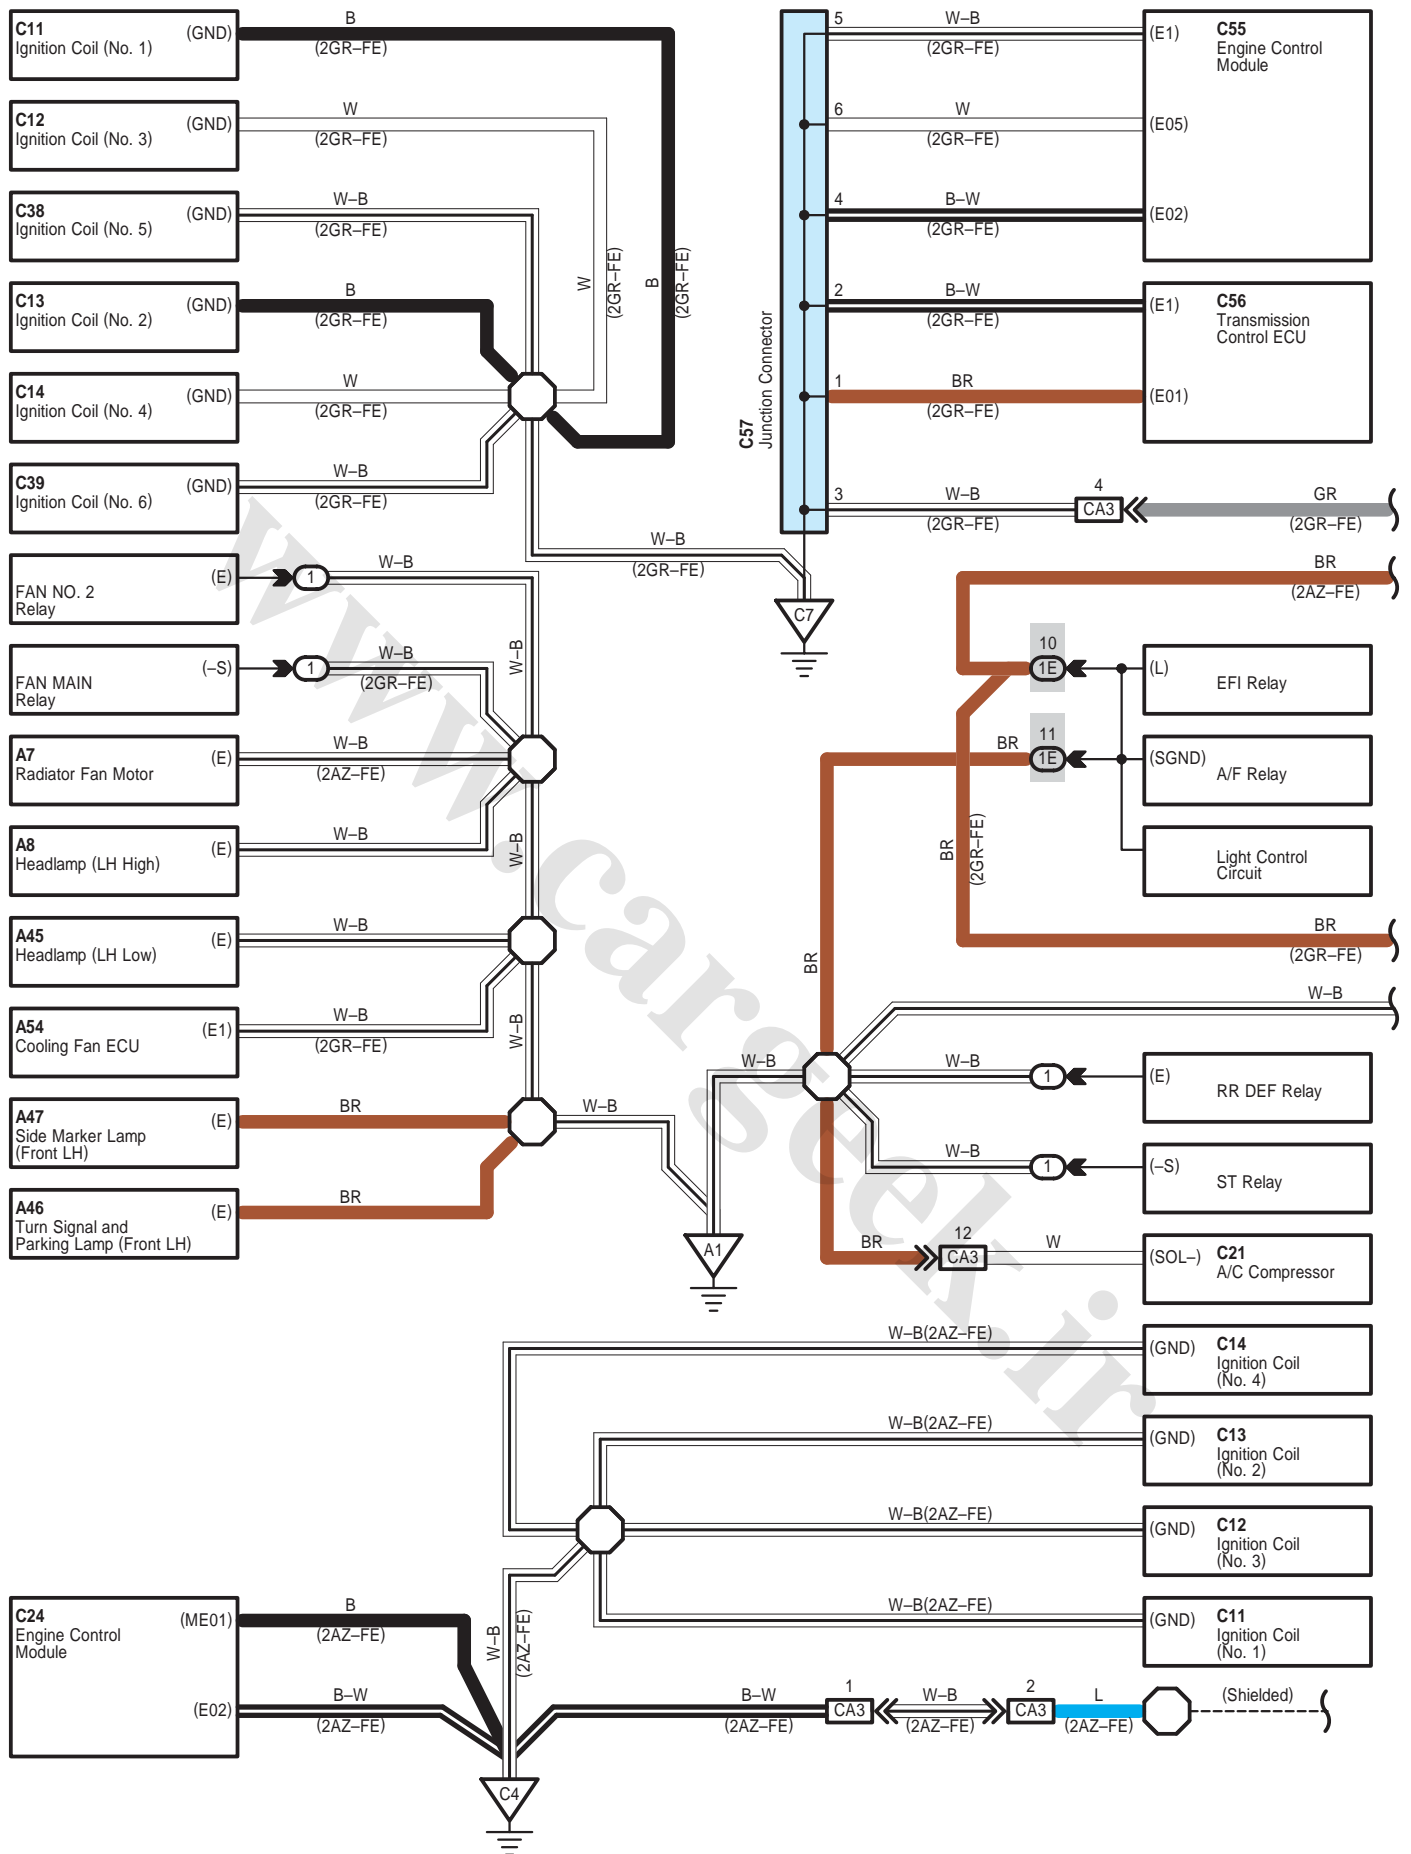 C11
Ignition Coil (No. 1)
(GND)
B
(2GR–FE)
C12
Ignition Coil (No. 3)
(GND)
W
(2GR–FE)
C38
Ignition Coil (No. 5)
(GND)
W–B
(2GR–FE)
C13
Ignition Coil (No. 2)
(GND)
B
(2GR–FE)
C14
Ignition Coil (No. 4)
(GND)
W
(2GR–FE)
C39
Ignition Coil (No. 6)
(GND)
W–B
(2GR–FE)
W
(2GR–FE)
B
(2GR–FE)
W–B
(2GR–FE)
C7
C57
Junction Connector
5
W–B
(2GR–FE)
(E1)
C55
Engine Control
Module
6
W
(2GR–FE)
(E05)
4
B–W
(2GR–FE)
(E02)
2
B–W
(2GR–FE)
(E1)
C56
Transmission
Control ECU
1
BR
(2GR–FE)
(E01)
3
W–B
(2GR–FE)
4
CA3
GR
(2GR–FE)
FAN NO. 2
Relay
(E)
1
W–B
FAN MAIN
Relay
(–S)
1
W–B
(2GR–FE)
W–B
A7
Radiator Fan Motor
(E)
W–B
(2AZ–FE)
A8
Headlamp (LH High)
(E)
W–B
W–B
A45
Headlamp (LH Low)
(E)
W–B
A54
Cooling Fan ECU
(E1)
W–B
(2GR–FE)
W–B
A47
Side Marker Lamp
(Front LH)
(E)
BR
W–B
A46
Turn Signal and
Parking Lamp (Front LH)
(E)
BR
A1
BR
(2AZ–FE)
10
1E
(L)
EFI Relay
11
1E
BR
(SGND)
A/F Relay
BR
(2GR–FE)
Light Control
Circuit
BR
(2GR–FE)
BR
W–B
W–B
W–B
1
(E)
RR DEF Relay
W–B
1
(–S)
ST Relay
BR
12
CA3
W
(SOL–)
C21
A/C Compressor
W–B(2AZ–FE)
(GND)
C14
Ignition Coil
(No. 4)
W–B(2AZ–FE)
(GND)
C13
Ignition Coil
(No. 2)
W–B(2AZ–FE)
(GND)
C12
Ignition Coil
(No. 3)
W–B(2AZ–FE)
(GND)
C11
Ignition Coil
(No. 1)
C24
Engine Control
Module
(ME01)
B
(2AZ–FE)
W–B
(2AZ–FE)
(E02)
B–W
(2AZ–FE)
B–W
(2AZ–FE)
1
CA3
W–B
(2AZ–FE)
2
CA3
L
(2AZ–FE)
(Shielded)
C4
www.cargeek.ir